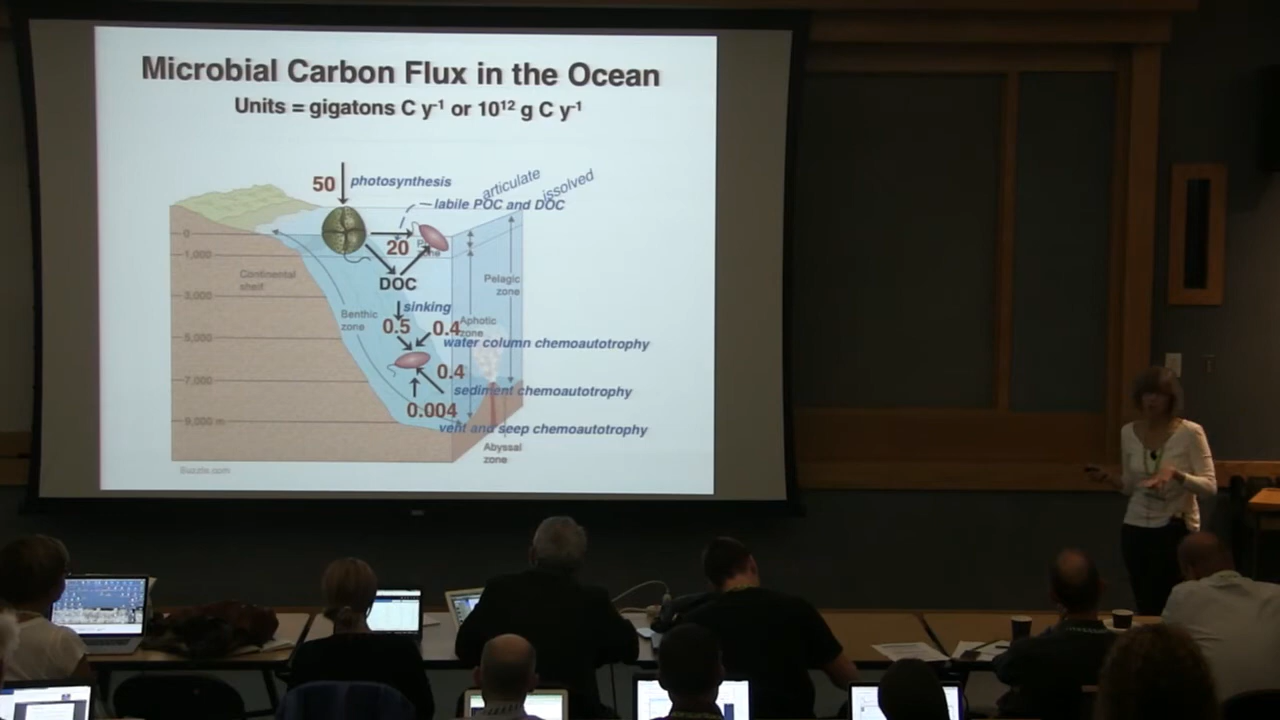 Microbial Carbon Flux in the Ocean
Units = gigatons C y-1 or 10¹² g C y-1
50 photosynthesis
articulate
issolved
labile POC and DOC
0
20
1,000
Continental
shelf
DOC
Pelagic
zone
3,000
sinking
Benthic
zone
0.5
0.4
Aphotic
zone
5,000
water column chemoautotrophy
7,000
0.4
sediment chemoautotrophy
9,000 m
0.004
vent and seep chemoautotrophy
Abyssal
zone
Buzzle.com